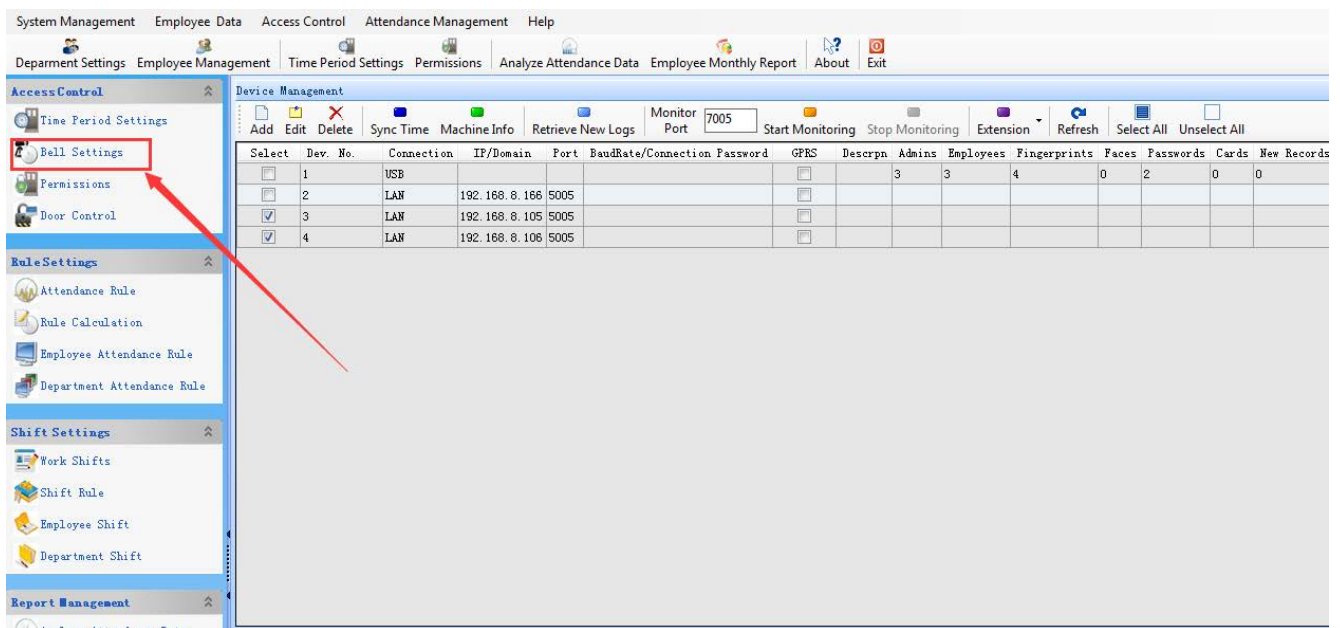 System Management Employee Data Access Control Attendance Management Help
Deparment Settings Employee Management Time Period Settings Permissions Analyze Attendance Data Employee Monthly Report About Exit
AccessControl
Time Period Settings
Bell Settings
Permissions
Door Control
RuleSettings
Attendance Rule
Rule Calculation
Employee Attendance Rule
Department Attendance Rule
Shift Settings
Work Shifts
Shift Rule
Employee Shift
Department Shift
Report Management
Device Management
Add Edit Delete Sync Time Machine Info Retrieve New Logs Monitor Port 7005 Start Monitoring Stop Monitoring Extension Refresh Select All Unselect All
Select Dev. No. Connection IP/Domain Port BaudRate/Connection Password GPRS Descrpn Admins Employees Fingerprints Faces Passwords Cards New Records
1 USB 3 3 4 0 2 0 0
2 LAN 192.168.8.166 5005
3 LAN 192.168.8.105 5005
4 LAN 192.168.8.106 5005